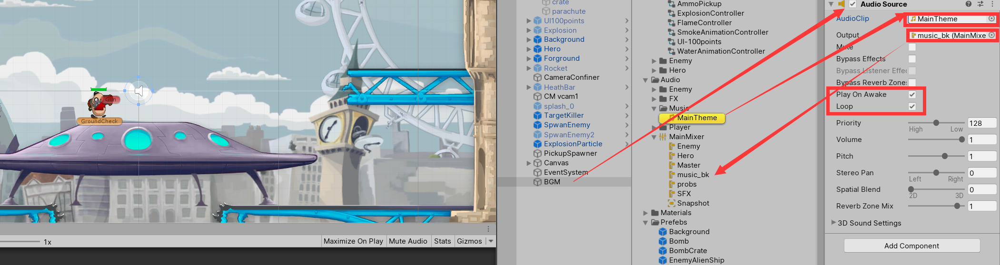 Gun
GroundCheck
1x
Maximize On Play
Mute Audio
Stats
Gizmos
crate
parachute
UI100points
Explosion
Background
Hero
Forground
Rocket
CameraConfiner
HeathBar
CM vcam1
splash_0
TargetKiller
SpwanEnemy
SpwanEnemy2
ExplosionParticle
PickupSpawner
Canvas
EventSystem
BGM
AmmoPickup
ExplosionController
FlameController
SmokeAnimationController
UI-100points
WaterAnimationController
Enemy
Hero
Audio
Enemy
FX
Music
MainTheme
Player
MainMixer
Enemy
Hero
Master
music_bk
probs
SFX
Snapshot
Materials
Prefebs
Background
Bomb
BombCrate
EnemyAlienShip
Audio Source
AudioClip
MainTheme
Output
music_bk (MainMixe
Mute
Bypass Effects
Bypass Listener Effec
Bypass Reverb Zones
Play On Awake
Loop
Priority
128
High
Low
Volume
1
Pitch
1
Stereo Pan
0
Left
Right
Spatial Blend
0
2D
3D
Reverb Zone Mix
1
3D Sound Settings
Add Component